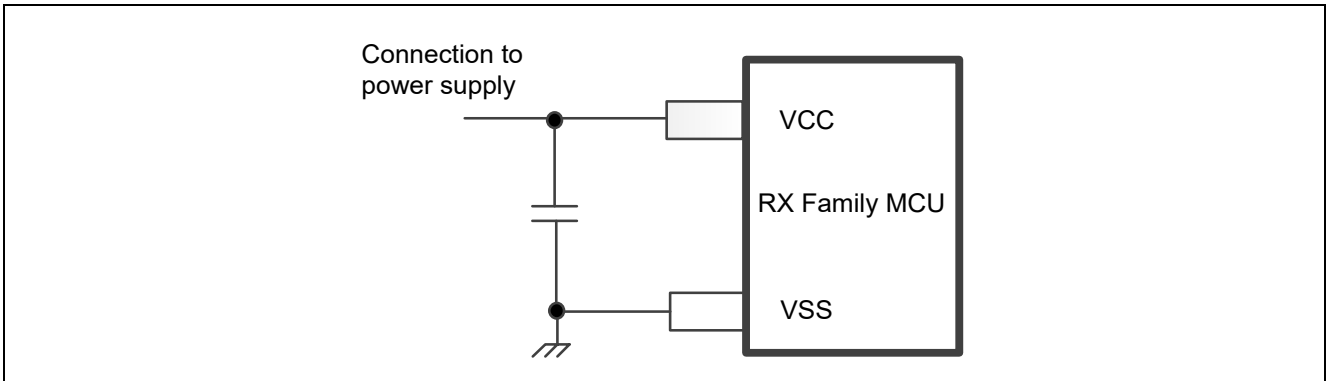 Connection to
power supply
VCC
RX Family MCU
VSS